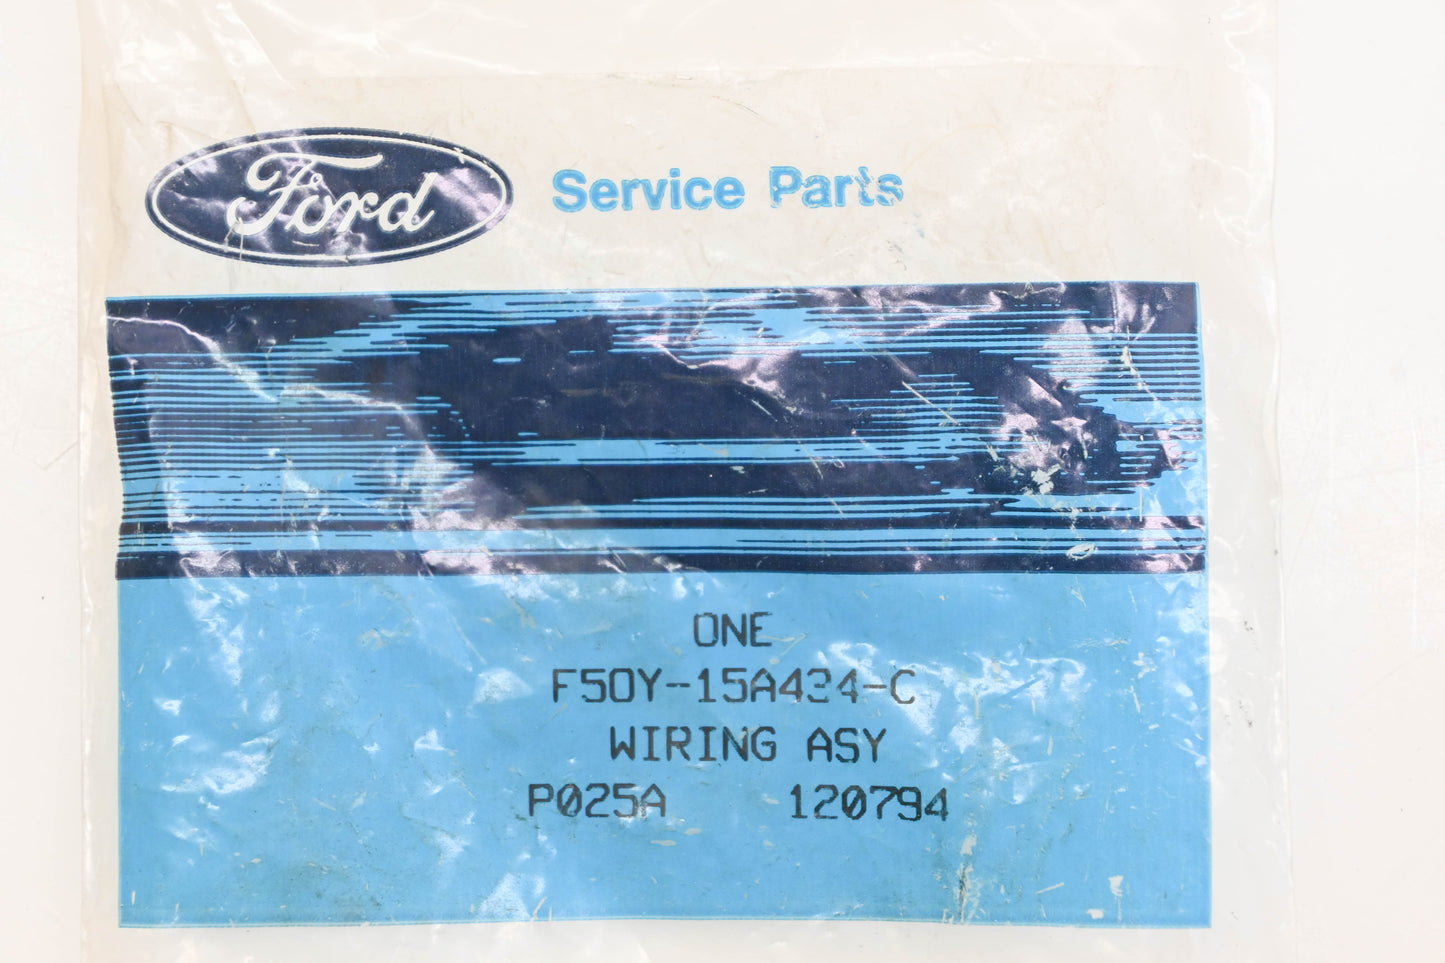 Ford Service Parts
ONE
F5OY-15A434-C
WIRING ASY
P025A 120794